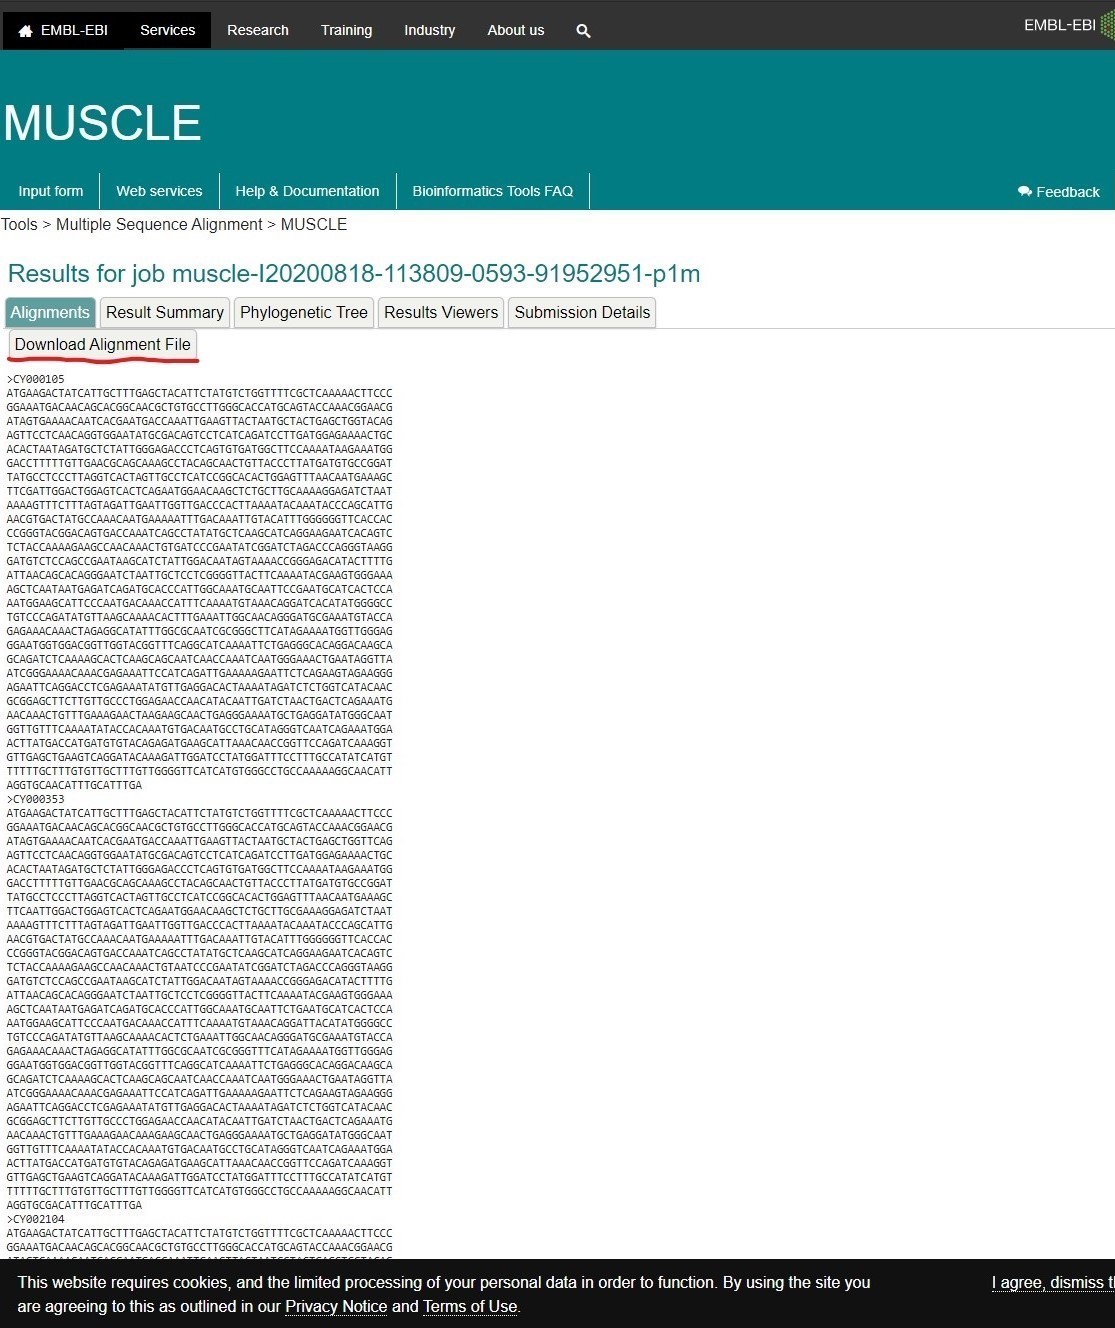 EMBL-EBI Services Research Training Industry About us EMBL-EBI
MUSCLE
Input form Web services Help & Documentation Bioinformatics Tools FAQ Feedback
Tools > Multiple Sequence Alignment > MUSCLE
Results for job muscle-I20200818-113809-0593-91952951-p1m
Alignments Result Summary Phylogenetic Tree Results Viewers Submission Details
Download Alignment File
>CY000105
ATGAAGACTATCATTGCTTTGAGCTACATTCTATGTCTGGTTTTCGCTCAAAAACTTCCC
GGAAATGACAACAGCACGGCAACGCTGTGCCTTGGGCACCATGCAGTACCAAACGGAACG
ATAGTGAAAACAATCACGAATGACCAAATTGAAGTTACTAATGCTACTGAGCTGGTACAG
AGTTCCTCAACAGGTGGAATATGCGACAGTCCTCATCAGATCCTTGATGGAGAAAACTGC
ACACTAATAGATGCTCTATTGGGAGACCCTCAGTGTGATGGCTTCCAAAATAAGAAATGG
GACCTTTTTGTTGAACGCAGCAAAGCCTACAGCAACTGTTACCCTTATGATGTGCCGGAT
TATGCCTCCCTTAGGTCACTAGTTGCCTCATCCGGCACACTGGAGTTTAACAATGAAAGC
TTCGATTGGACTGGAGTCACTCAGAATGGAACAAGCTCTGCTTGCAAAAGGAGATCTAAT
AAAAGTTTCTTTAGTAGATTGAATTGGTTGACCCACTTAAAATACAAATACCCAGCATTG
AACGTGACTATGCCAAACAATGAAAAATTTGACAAATTGTACATTTGGGGGGTTCACCAC
CCGGGTACGGACAGTGACCAAATCAGCCTATATGCTCAAGCATCAGGAAGAATCACAGTC
TCTACCAAAAGAAGCCAACAAACTGTGATCCCGAATATCGGATCTAGACCCAGGGTAAGG
GATGTCTCCAGCCGAATAAGCATCTATTGGACAATAGTAAAACCGGGAGACATACTTTTG
ATTAACAGCACAGGGAATCTAATTGCTCCTCGGGGTTACTTCAAAATACGAAGTGGGAAA
AGCTCAATAATGAGATCAGATGCACCCATTGGCAAATGCAATTCCGAATGCATCACTCCA
AATGGAAGCATTCCCAATGACAAACCATTTCAAAATGTAAACAGGATCACATATGGGGCC
TGTCCCAGATATGTTAAGCAAAACACTTTGAAATTGGCAACAGGGATGCGAAATGTACCA
GAGAAACAAACTAGAGGCATATTTGGCGCAATCGCGGGCTTCATAGAAAATGGTTGGGAG
GGAATGGTGGACGGTTGGTACGGTTTCAGGCATCAAAATTCTGAGGGCACAGGACAAGCA
GCAGATCTCAAAAGCACTCAAGCAGCAATCAACCAAATCAATGGGAAACTGAATAGGTTA
ATCGGGAAAACAAACGAGAAATTCCATCAGATTGAAAAAGAATTCTCAGAAGTAGAAGGG
AGAATTCAGGACCTCGAGAAATATGTTGAGGACACTAAAATAGATCTCTGGTCATACAAC
GCGGAGCTTCTTGTTGCCCTGGAGAACCAACATACAATTGATCTAACTGACTCAGAAATG
AACAAACTGTTTGAAAGAACTAAGAAGCAACTGAGGGAAAATGCTGAGGATATGGGCAAT
GGTTGTTTCAAAATATACCACAAATGTGACAATGCCTGCATAGGGTCAATCAGAAATGGA
ACTTATGACCATGATGTGTACAGAGATGAAGCATTAAACAACCGGTTCCAGATCAAAGGT
GTTGAGCTGAAGTCAGGATACAAAGATTGGATCCTATGGATTTCCTTTGCCATATCATGT
TTTTTGCTTTGTGTTGCTTTGTTGGGGTTCATCATGTGGGCCTGCCAAAAAGGCAACATT
AGGTGCAACATTTGCATTTGA
>CY000353
ATGAAGACTATCATTGCTTTGAGCTACATTCTATGTCTGGTTTTCGCTCAAAAACTTCCC
GGAAATGACAACAGCACGGCAACGCTGTGCCTTGGGCACCATGCAGTACCAAACGGAACG
ATAGTGAAAACAATCACGAATGACCAAATTGAAGTTACTAATGCTACTGAGCTGGTTCAG
AGTTCCTCAACAGGTGGAATATGCGACAGTCCTCATCAGATCCTTGATGGAGAAAACTGC
ACACTAATAGATGCTCTATTGGGAGACCCTCAGTGTGATGGCTTCCAAAATAAGAAATGG
GACCTTTTTGTTGAACGCAGCAAAGCCTACAGCAACTGTTACCCTTATGATGTGCCGGAT
TATGCCTCCCTTAGGTCACTAGTTGCCTCATCCGGCACACTGGAGTTTAACAATGAAAGC
TTCAATTGGACTGGAGTCACTCAGAATGGAACAAGCTCTGCTTGCGAAAGGAGATCTAAT
AAAAGTTTCTTTAGTAGATTGAATTGGTTGACCCACTTAAAATACAAATACCCAGCATTG
AACGTGACTATGCCAAACAATGAAAAATTTGACAAATTGTACATTTGGGGGGTTCACCAC
CCGGGTACGGACAGTGACCAAATCAGCCTATATGCTCAAGCATCAGGAAGAATCACAGTC
TCTACCAAAAGAAGCCAACAAACTGTAATCCCGAATATCGGATCTAGACCCAGGGTAAGG
GATGTCTCCAGCCGAATAAGCATCTATTGGACAATAGTAAAACCGGGAGACATACTTTTG
ATTAACAGCACAGGGAATCTAATTGCTCCTCGGGGTTACTTCAAAATACGAAGTGGGAAA
AGCTCAATAATGAGATCAGATGCACCCATTGGCAAATGCAATTCTGAATGCATCACTCCA
AATGGAAGCATTCCCAATGACAAACCATTTCAAAATGTAAACAGGATTACATATGGGGCC
TGTCCCAGATATGTTAAGCAAAACACTCTGAAATTGGCAACAGGGATGCGAAATGTACCA
GAGAAACAAACTAGAGGCATATTTGGCGCAATCGCGGGTTTCATAGAAAATGGTTGGGAG
GGAATGGTGGACGGTTGGTACGGTTTCAGGCATCAAAATTCTGAGGGCACAGGACAAGCA
GCAGATCTCAAAAGCACTCAAGCAGCAATCAACCAAATCAATGGGAAACTGAATAGGTTA
ATCGGGAAAACAAACGAGAAATTCCATCAGATTGAAAAAGAATTCTCAGAAGTAGAAGGG
AGAATTCAGGACCTCGAGAAATATGTTGAGGACACTAAAATAGATCTCTGGTCATACAAC
GCGGAGCTTCTTGTTGCCCTGGAGAACCAACATACAATTGATCTAACTGACTCAGAAATG
AACAAACTGTTTGAAAGAACAAAGAAGCAACTGAGGGAAAATGCTGAGGATATGGGCAAT
GGTTGTTTCAAAATATACCACAAATGTGACAATGCCTGCATAGGGTCAATCAGAAATGGA
ACTTATGACCATGATGTGTACAGAGATGAAGCATTAAACAACCGGTTCCAGATCAAAGGT
GTTGAGCTGAAGTCAGGATACAAAGATTGGATCCTATGGATTTCCTTTGCCATATCATGT
TTTTTGCTTTGTGTTGCTTTGTTGGGGTTCATCATGTGGGCCTGCCAAAAAGGCAACATT
AGGTGCGACATTTGCATTTGA
>CY002104
ATGAAGACTATCATTGCTTTGAGCTACATTCTATGTCTGGTTTTCGCTCAAAAACTTCCC
GGAAATGACAACAGCACGGCAACGCTGTGCCTTGGGCACCATGCAGTACCAAACGGAACG
This website requires cookies, and the limited processing of your personal data in order to function. By using the site you I agree, dismiss
are agreeing to this as outlined in our Privacy Notice and Terms of Use.